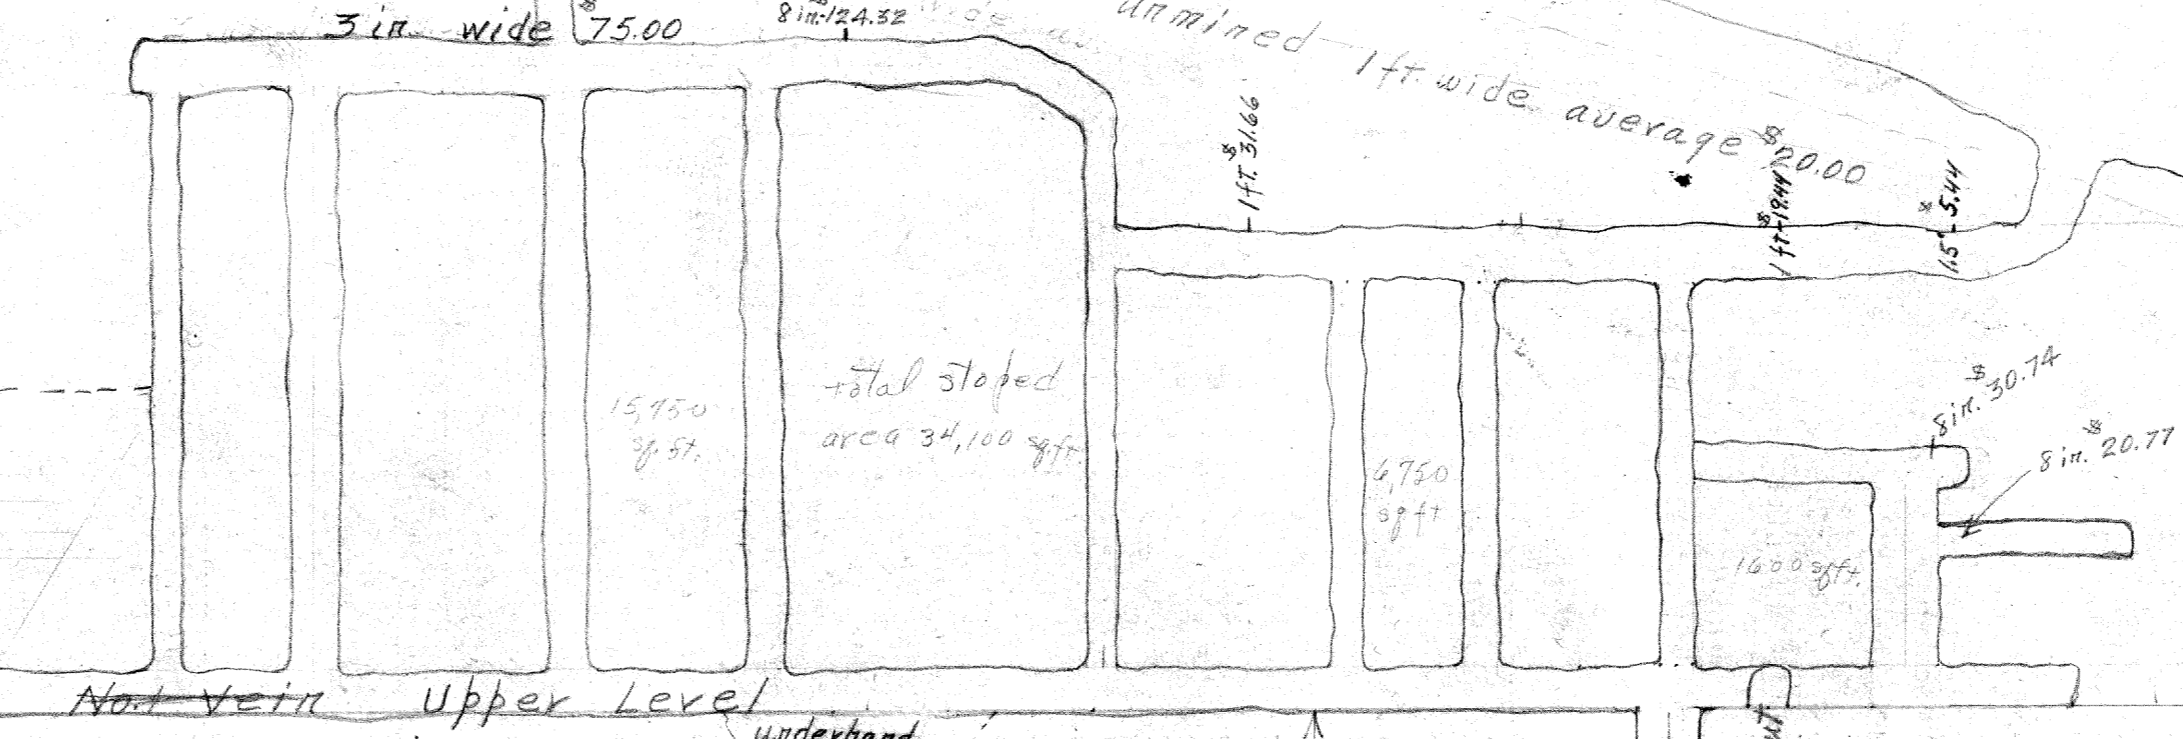 3 in. wide $75.00
8 in.-$124.32
unmined 1 ft. wide average $20.00
1 ft. $31.66
1 ft.-$19.44
1.5'-$5.44
8 in. $30.74
8 in. $20.77
total stoped
area 34,100 sq.ft.
15,750
sq.ft.
6,750
sq ft
1600 sq ft.
No.1 Vein Upper Level
underhand